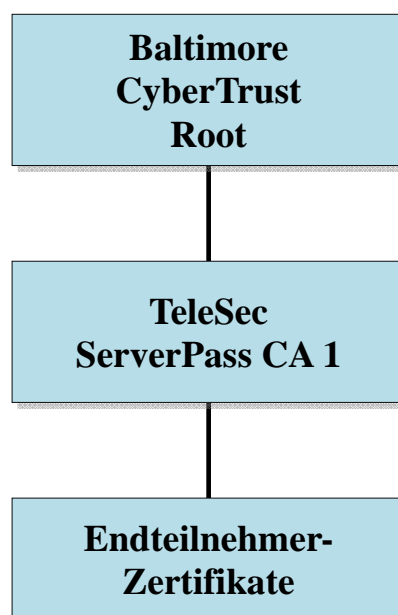 Baltimore
CyberTrust
Root
TeleSec
ServerPass CA 1
Endteilnehmer-
Zertifikate